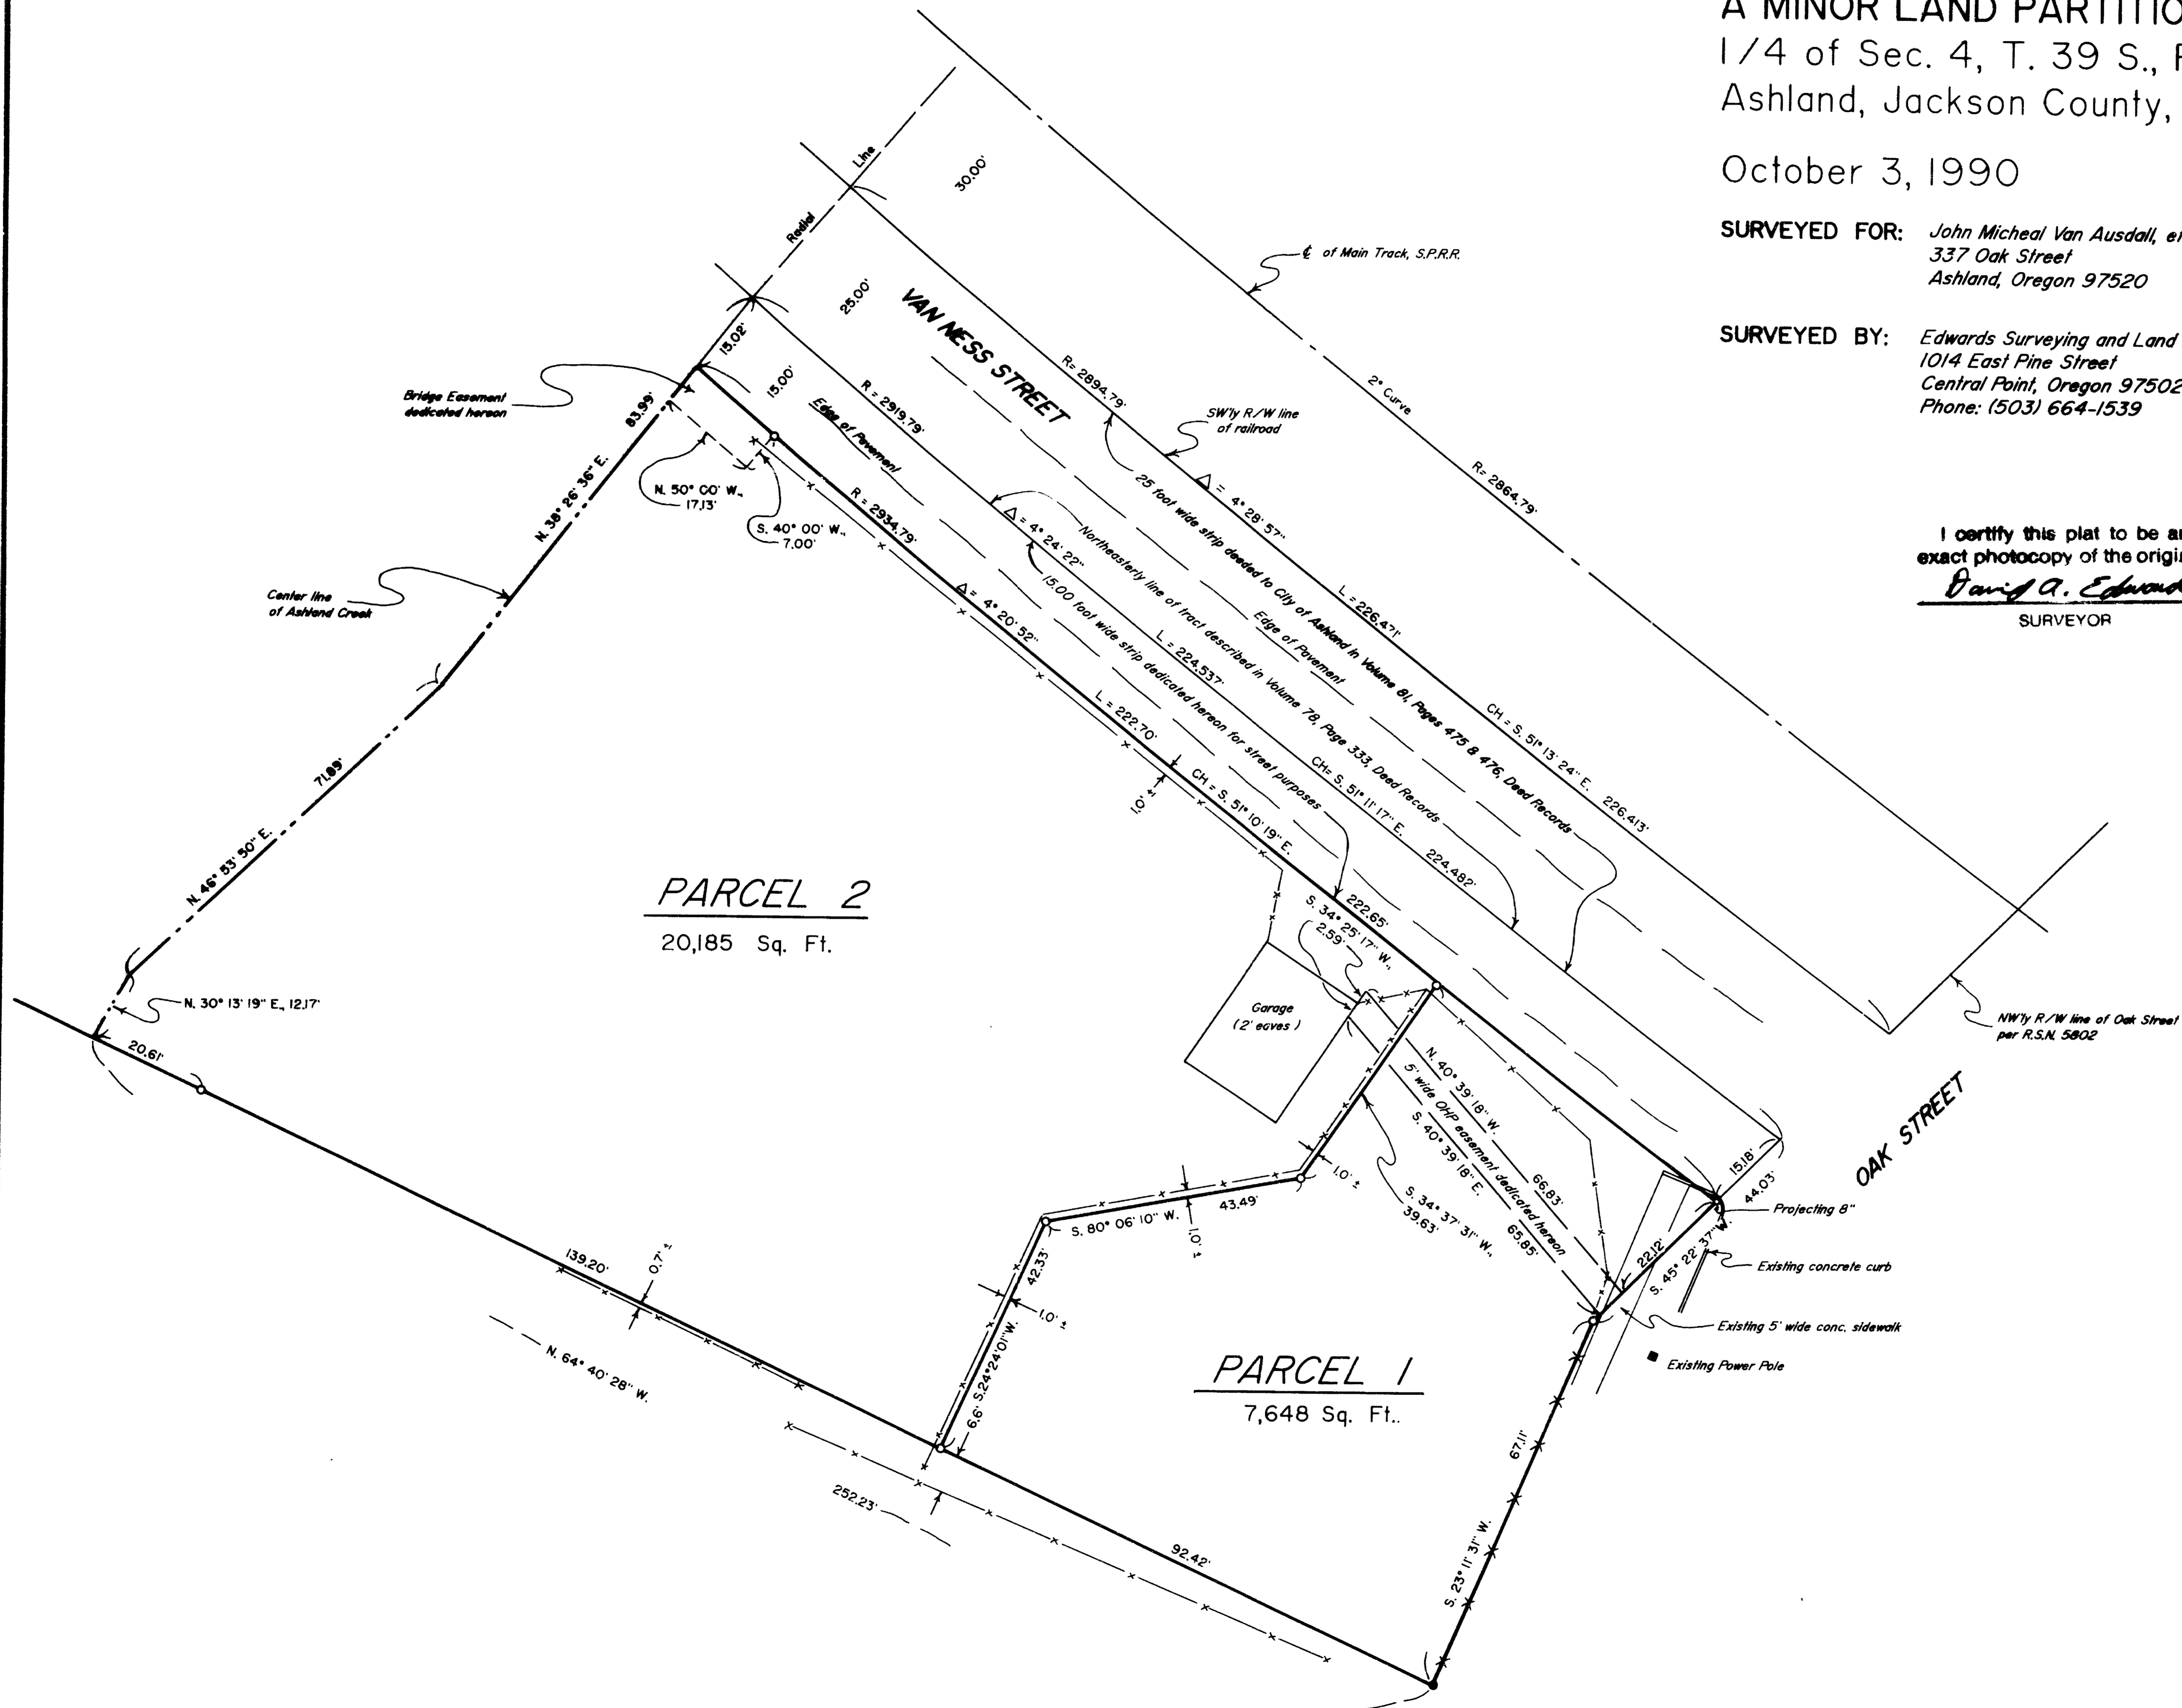 A MINOR LAND PARTITIO
1/4 of Sec. 4, T. 39 S.,
Ashland, Jackson County,
October 3, 1990
SURVEYED FOR: John Micheal Van Ausdall,
337 Oak Street
Ashland, Oregon 97520
SURVEYED BY: Edwards Surveying and Land
1014 East Pine Street
Central Point, Oregon 97502
Phone: (503) 664-1539
I certify this plat to be an
exact photocopy of the origin
David A. Edward
SURVEYOR
Radial Line
30.00'
25.00'
15.02'
15.00'
℄ of Main Track, S.P.R.R.
2° Curve
R= 2864.79'
VAN NESS STREET
R= 2894.79'
SW'ly R/W line
of railroad
Δ = 4° 28' 57"
L = 226.471'
CH = S. 51° 13' 24" E. 226.413'
25 foot wide strip deeded to City of Ashland in Volume 81, Pages 475 & 476, Deed Records
Edge of Pavement
R = 2919.79'
Δ = 4° 24' 22"
L = 224.537'
CH= S. 51° 11' 17" E. 224.482'
Northeasterly line of tract described in Volume 78, Page 333, Deed Records
15.00 foot wide strip dedicated hereon for street purposes
Edge of Pavement
R = 2934.79'
Δ = 4° 20' 52"
L = 222.70'
CH = S. 51° 10' 19" E. 222.65'
1.0' ±
Bridge Easement
dedicated hereon
83.99'
N. 38° 26' 36" E.
N. 50° 00' W.,
17.13'
S. 40° 00' W.,
7.00'
Center line
of Ashland Creek
71.89'
N. 46° 53' 50" E.
N. 30° 13' 19" E., 12.17'
20.61'
PARCEL 2
20,185 Sq. Ft.
S. 34° 25' 17" W.,
2.59'
Garage
(2' eaves)
N. 40° 39' 18" W. 66.83'
5' wide OHP easement dedicated hereon
S. 40° 39' 18" E. 65.85'
S. 34° 37' 31" W.,
39.63'
1.0' ±
S. 80° 06' 10" W. 43.49'
1.0' ±
42.33'
1.0' ±
6.6' S.24°24'01"W.
139.20'
0.7' ±
N. 64° 40' 28" W.
252.23'
92.42'
PARCEL 1
7,648 Sq. Ft..
67.11'
S. 23° 11' 31" W.
NW'ly R/W line of Oak Street
per R.S.N. 5802
OAK STREET
15.18'
44.03'
22.12'
S. 45° 22' 37" W.
Projecting 8"
Existing concrete curb
Existing 5' wide conc. sidewalk
Existing Power Pole